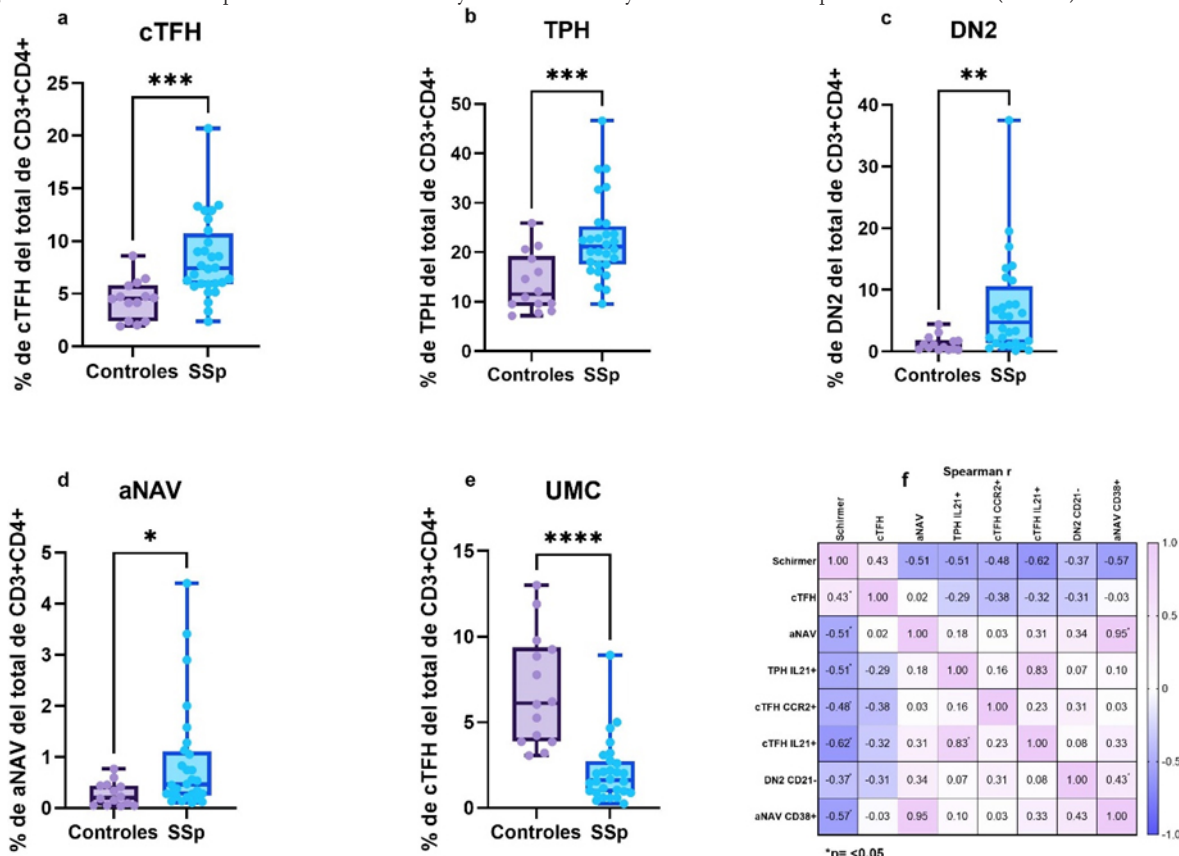 a
cTFH
% de cTFH del total de CD3+CD4+
***
25
20
15
10
5
0
Controles SSp
b
TPH
% de TPH del total de CD3+CD4+
***
50
40
30
20
10
0
Controles SSp
c
DN2
% de DN2 del total de CD3+CD4+
**
40
30
20
10
0
Controles SSp
d
aNAV
% de aNAV del total de CD3+CD4+
*
5
4
3
2
1
0
Controles SSp
e
UMC
% de cTFH del total de CD3+CD4+
****
15
10
5
0
Controles SSp
f
Spearman r
Schirmer cTFH aNAV TPH IL21+ cTFH CCR2+ cTFH IL21+ DN2 CD21- aNAV CD38+
Schirmer 1.00 0.43 -0.51 -0.51 -0.48 -0.62 -0.37 -0.57
cTFH 0.43* 1.00 0.02 -0.29 -0.38 -0.32 -0.31 -0.03
aNAV -0.51* 0.02 1.00 0.18 0.03 0.31 0.34 0.95*
TPH IL21+ -0.51* -0.29 0.18 1.00 0.16 0.83 0.07 0.10
cTFH CCR2+ -0.48* -0.38 0.03 0.16 1.00 0.23 0.31 0.03
cTFH IL21+ -0.62* -0.32 0.31 0.83* 0.23 1.00 0.08 0.33
DN2 CD21- -0.37* -0.31 0.34 0.07 0.31 0.08 1.00 0.43*
aNAV CD38+ -0.57* -0.03 0.95 0.10 0.03 0.33 0.43 1.00
1.0
0.5
0
-0.5
-1.0
*p= <0.05